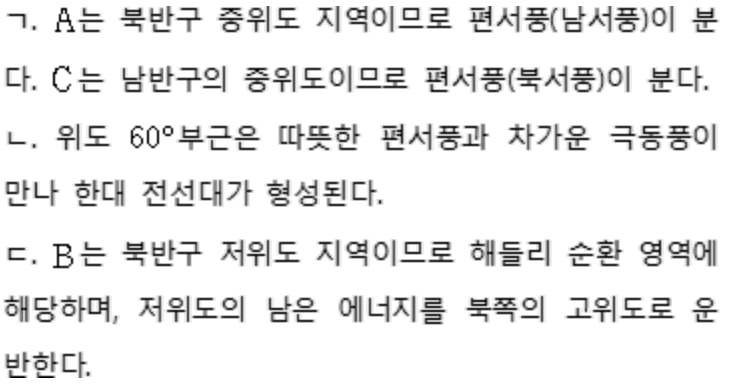 ㄱ. A는 북반구 중위도 지역이므로 편서풍(남서풍)이 분
다. C는 남반구의 중위도이므로 편서풍(북서풍)이 분다.
ㄴ. 위도 60°부근은 따뜻한 편서풍과 차가운 극동풍이
만나 한대 전선대가 형성된다.
ㄷ. B는 북반구 저위도 지역이므로 해들리 순환 영역에
해당하며, 저위도의 남은 에너지를 북쪽의 고위도로 운
반한다.